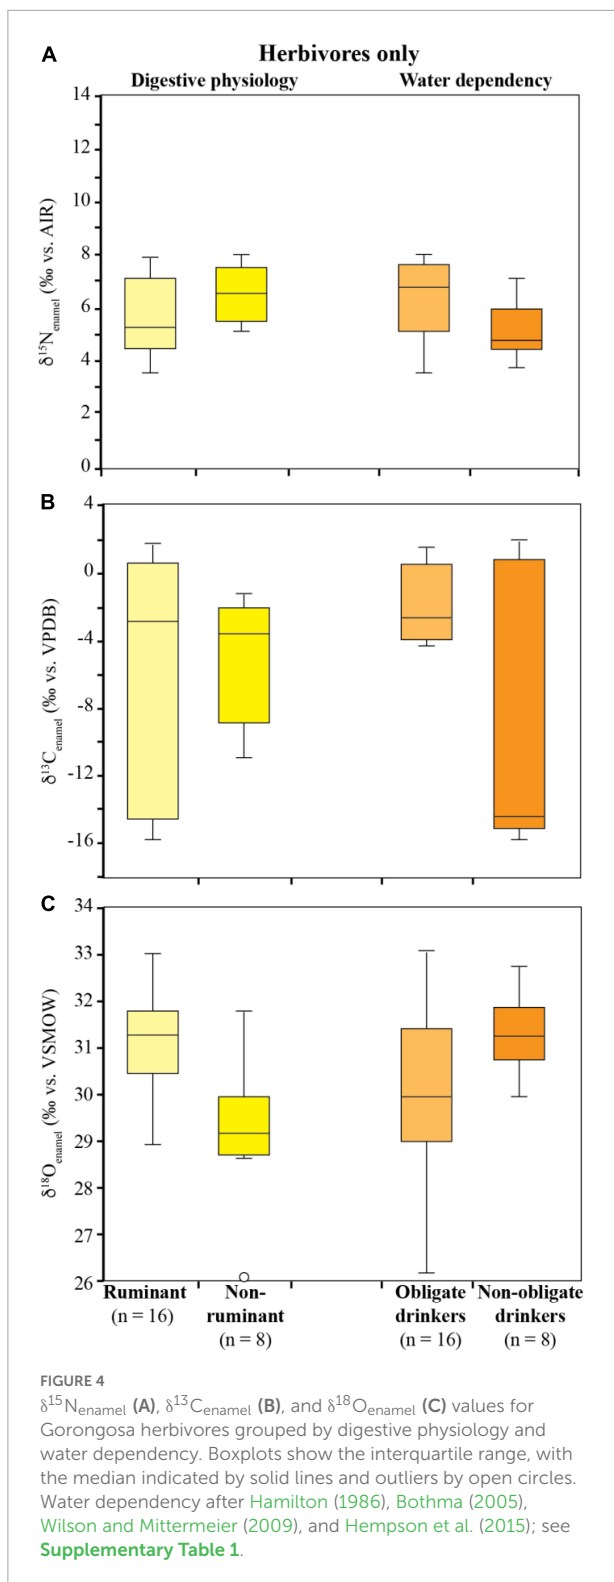 A
Herbivores only
Digestive physiology
Water dependency
14
12
10
8
6
4
2
0
δ15Nenamel (‰ vs. AIR)
B
4
0
-4
-8
-12
-16
δ13Cenamel (‰ vs. VPDB)
C
34
33
32
31
30
29
28
27
26
δ18Oenamel (‰ vs. VSMOW)
Ruminant
(n = 16)
Non-
ruminant
(n = 8)
Obligate
drinkers
(n = 16)
Non-obligate
drinkers
(n = 8)
FIGURE 4
δ15Nenamel (A), δ13Cenamel (B), and δ18Oenamel (C) values for
Gorongosa herbivores grouped by digestive physiology and
water dependency. Boxplots show the interquartile range, with
the median indicated by solid lines and outliers by open circles.
Water dependency after Hamilton (1986), Bothma (2005),
Wilson and Mittermeier (2009), and Hempson et al. (2015); see
Supplementary Table 1.